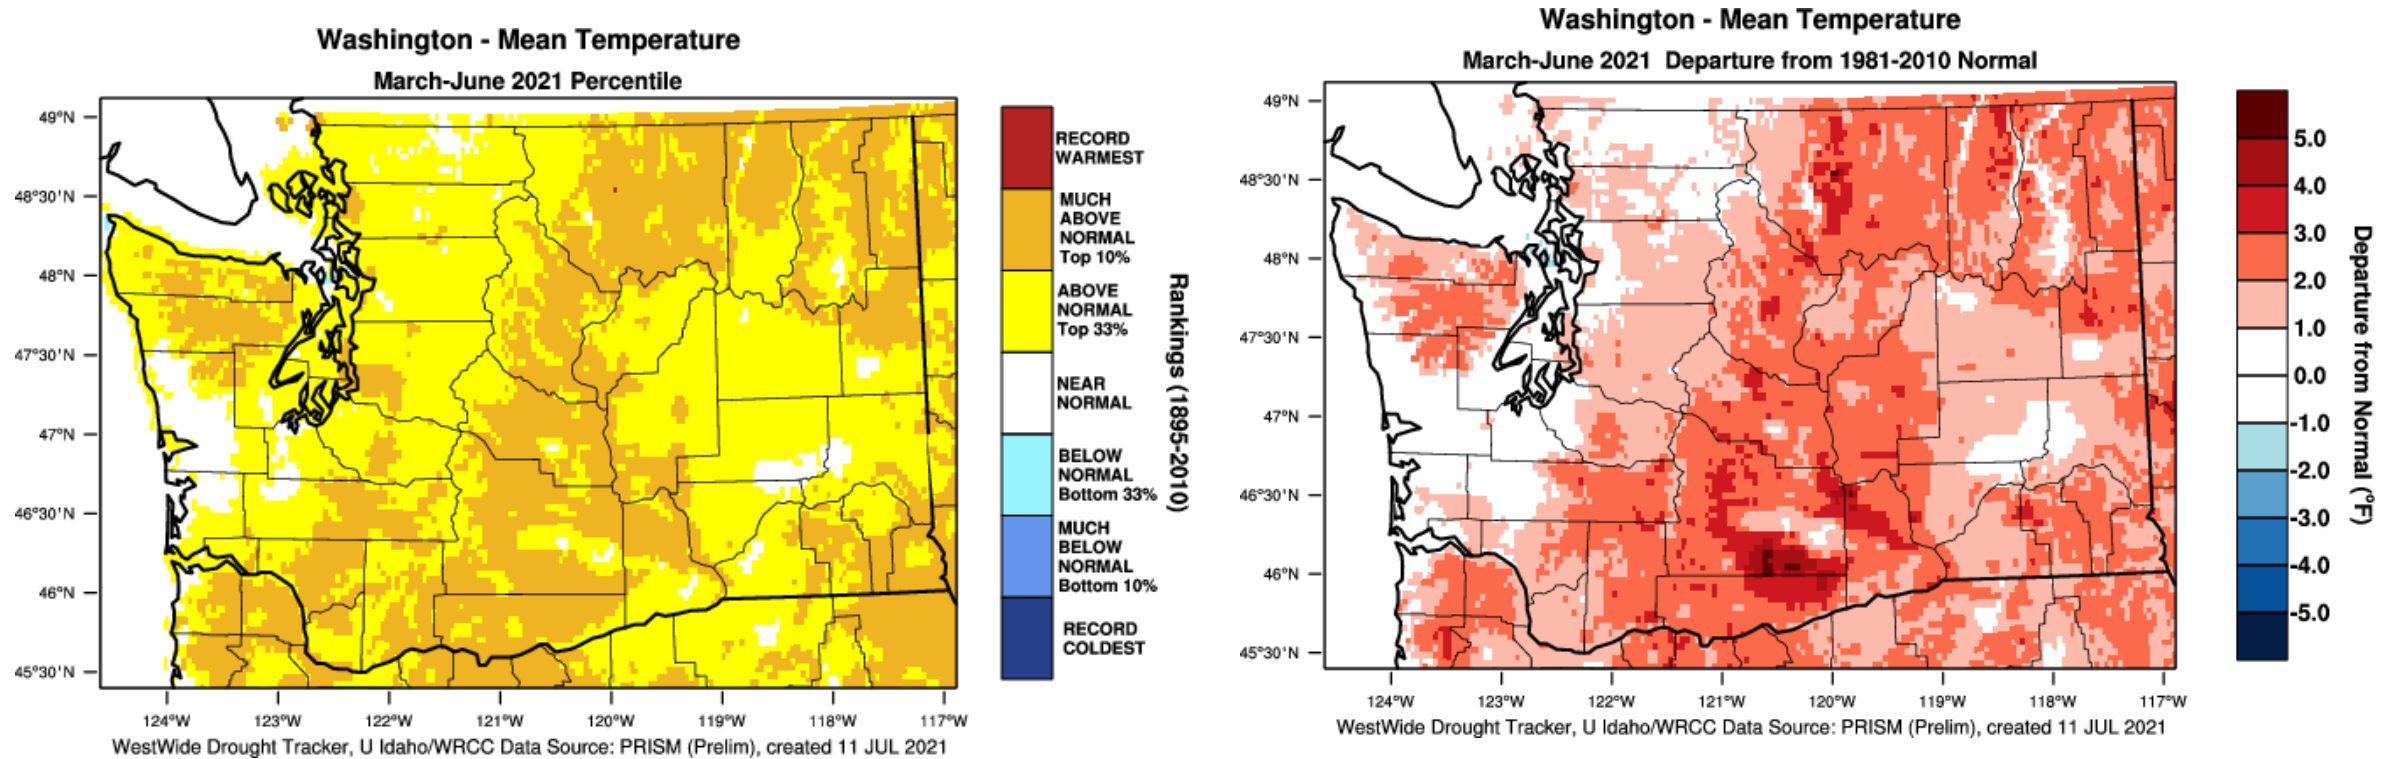 Washington - Mean Temperature
March-June 2021 Percentile
49°N
48°30'N
48°N
47°30'N
47°N
46°30'N
46°N
45°30'N
124°W
123°W
122°W
121°W
120°W
119°W
118°W
117°W
WestWide Drought Tracker, U Idaho/WRCC Data Source: PRISM (Prelim), created 11 JUL 2021
RECORD
WARMEST
MUCH
ABOVE
NORMAL
Top 10%
ABOVE
NORMAL
Top 33%
NEAR
NORMAL
BELOW
NORMAL
Bottom 33%
MUCH
BELOW
NORMAL
Bottom 10%
RECORD
COLDEST
Rankings (1895-2010)
Washington - Mean Temperature
March-June 2021 Departure from 1981-2010 Normal
49°N
48°30'N
48°N
47°30'N
47°N
46°30'N
46°N
45°30'N
124°W
123°W
122°W
121°W
120°W
119°W
118°W
117°W
WestWide Drought Tracker, U Idaho/WRCC Data Source: PRISM (Prelim), created 11 JUL 2021
5.0
4.0
3.0
2.0
1.0
0.0
-1.0
-2.0
-3.0
-4.0
-5.0
Departure from Normal (°F)